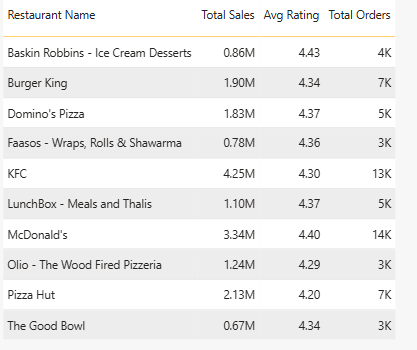 Restaurant Name Total Sales Avg Rating Total Orders
Baskin Robbins - Ice Cream Desserts 0.86M 4.43 4K
Burger King 1.90M 4.34 7K
Domino's Pizza 1.83M 4.37 5K
Faasos - Wraps, Rolls & Shawarma 0.78M 4.36 3K
KFC 4.25M 4.30 13K
LunchBox - Meals and Thalis 1.10M 4.37 5K
McDonald's 3.34M 4.40 14K
Olio - The Wood Fired Pizzeria 1.24M 4.29 3K
Pizza Hut 2.13M 4.20 7K
The Good Bowl 0.67M 4.34 3K